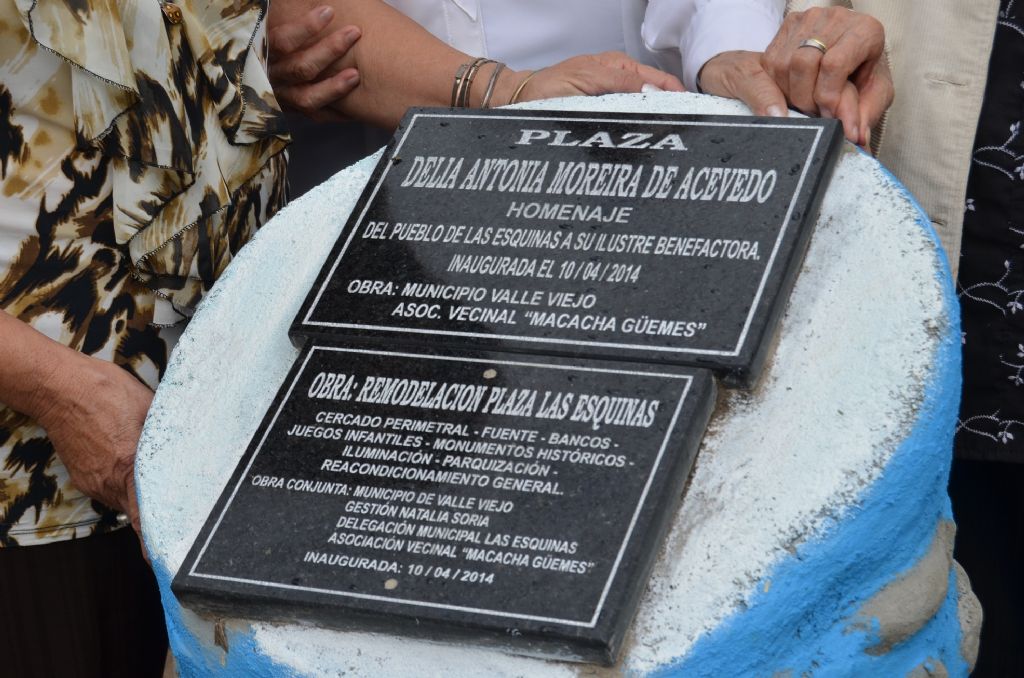 PLAZA
DELIA ANTONIA MOREIRA DE ACEVEDO
HOMENAJE
DEL PUEBLO DE LAS ESQUINAS A SU ILUSTRE BENEFACTORA.
INAUGURADA EL 10 / 04 / 2014
OBRA: MUNICIPIO VALLE VIEJO
ASOC. VECINAL "MACACHA GÜEMES"
OBRA: REMODELACION PLAZA LAS ESQUINAS
CERCADO PERIMETRAL - FUENTE - BANCOS -
JUEGOS INFANTILES - MONUMENTOS HISTÓRICOS -
ILUMINACIÓN - PARQUIZACIÓN -
REACONDICIONAMIENTO GENERAL.
OBRA CONJUNTA: MUNICIPIO DE VALLE VIEJO
GESTIÓN NATALIA SORIA
DELEGACIÓN MUNICIPAL LAS ESQUINAS
ASOCIACIÓN VECINAL "MACACHA GÜEMES"
INAUGURADA: 10 / 04 / 2014